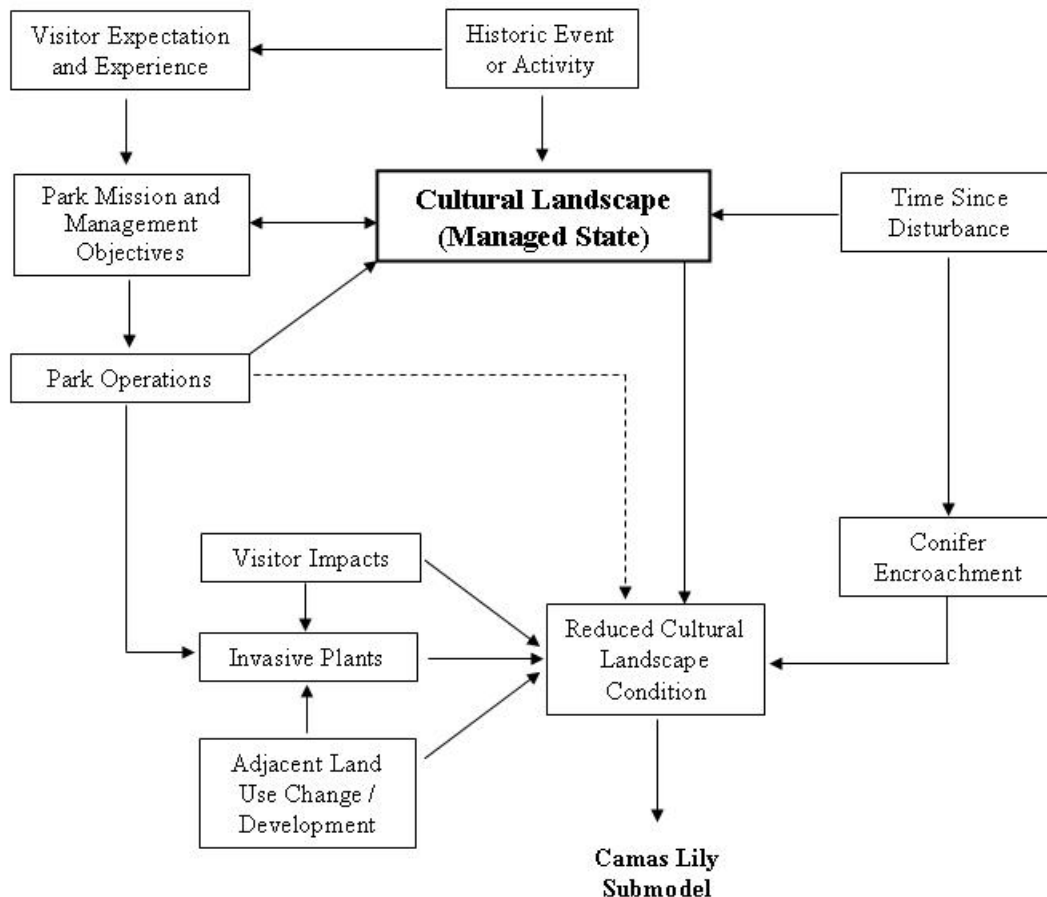 Visitor Expectation
and Experience
Historic Event
or Activity
Park Mission and
Management
Objectives
Cultural Landscape
(Managed State)
Time Since
Disturbance
Park Operations
Visitor Impacts
Conifer
Encroachment
Invasive Plants
Reduced Cultural
Landscape
Condition
Adjacent Land
Use Change /
Development
Camas Lily
Submodel